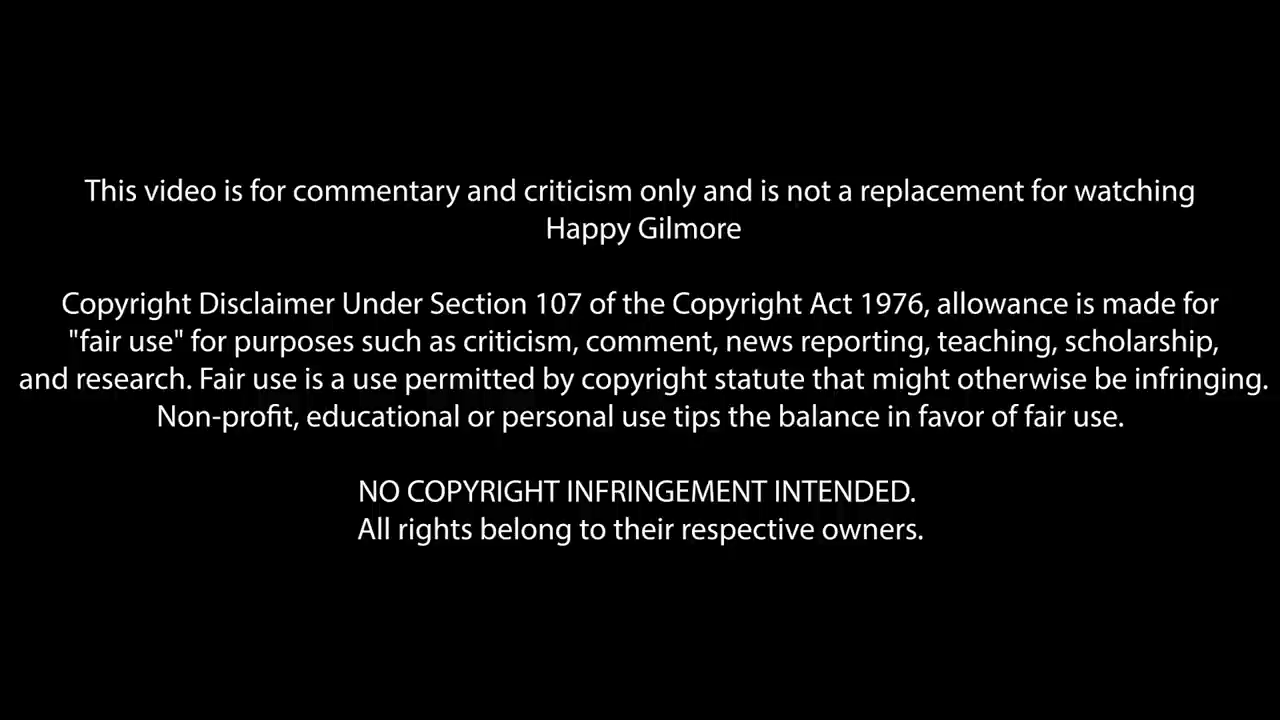 This video is for commentary and criticism only and is not a replacement for watching
Happy Gilmore
Copyright Disclaimer Under Section 107 of the Copyright Act 1976, allowance is made for
"fair use" for purposes such as criticism, comment, news reporting, teaching, scholarship,
and research. Fair use is a use permitted by copyright statute that might otherwise be infringing.
Non-profit, educational or personal use tips the balance in favor of fair use.
NO COPYRIGHT INFRINGEMENT INTENDED.
All rights belong to their respective owners.